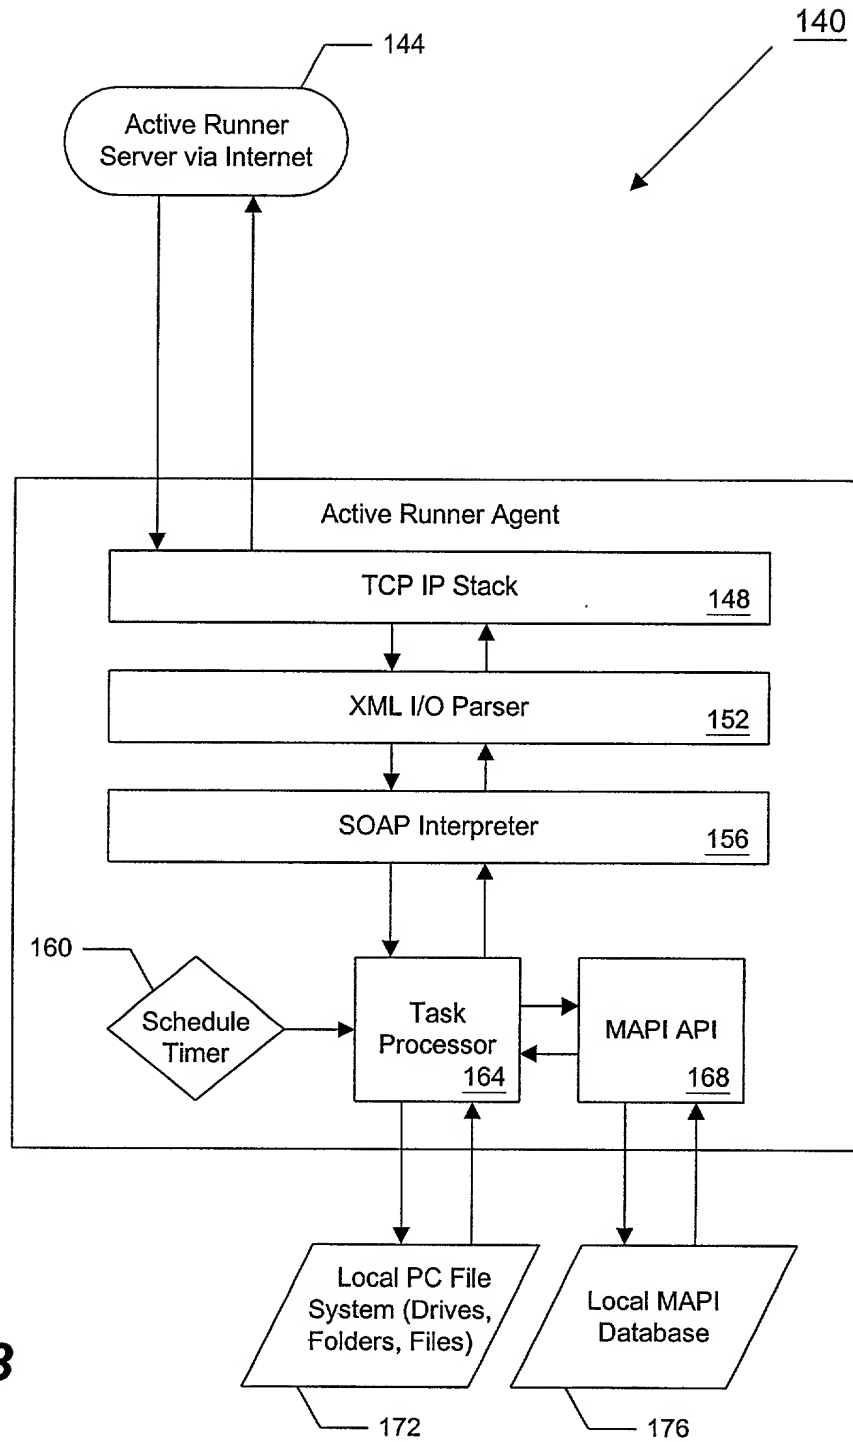 140
144
Active Runner
Server via Internet
Active Runner Agent
TCP IP Stack
148
XML I/O Parser
152
SOAP Interpreter
156
160
Schedule
Timer
Task
Processor
164
MAPI API
168
Local PC File
System (Drives,
Folders, Files)
Local MAPI
Database
172
176